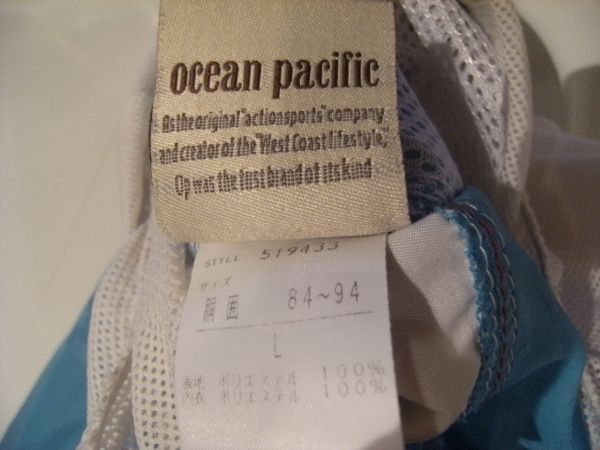 ocean pacific
As the original "actionsports" company
and creator of the "West Coast lifestyle,"
Op was the first brand of its kind
STYLE 519433
サイズ
胴囲 84~94
L
表地 ポリエステル 100%
内衣 ポリエステル 100%